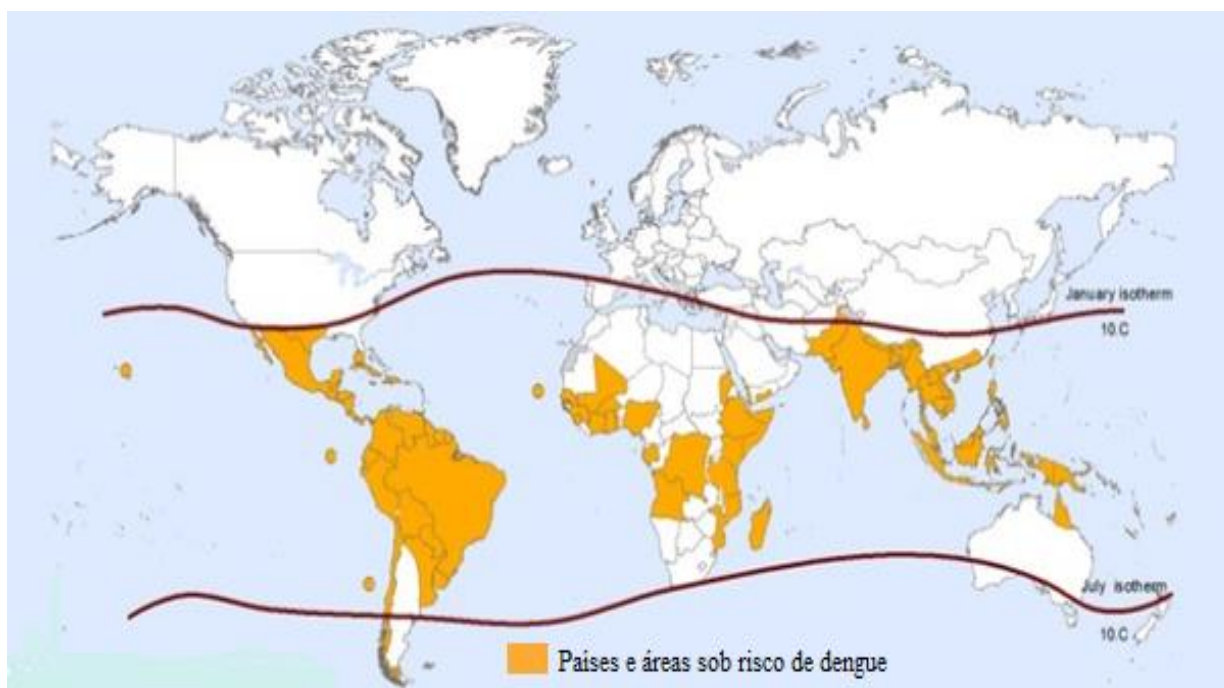 January isotherm
10.C
July isotherm
10.C
Países e áreas sob risco de dengue